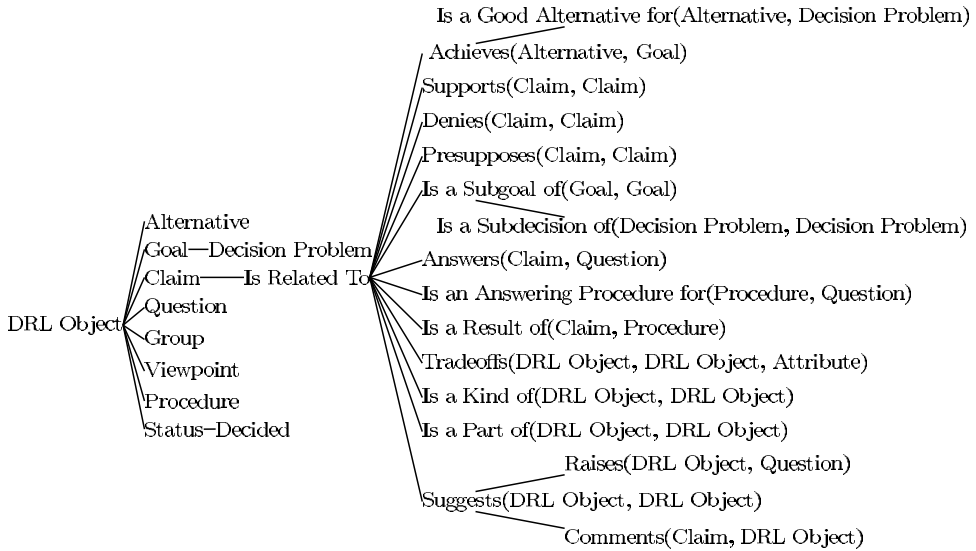 Is a Good Alternative for(Alternative, Decision Problem)
Achieves(Alternative, Goal)
Supports(Claim, Claim)
Denies(Claim, Claim)
Presupposes(Claim, Claim)
Is a Subgoal of(Goal, Goal)
Is a Subdecision of(Decision Problem, Decision Problem)
Alternative
Goal—Decision Problem
Claim
Is Related To
Question
DRL Object
Group
Viewpoint
Procedure
Status-Decided
Answers(Claim, Question)
Is an Answering Procedure for(Procedure, Question)
Is a Result of(Claim, Procedure)
Tradeoffs(DRL Object, DRL Object, Attribute)
Is a Kind of(DRL Object, DRL Object)
Is a Part of(DRL Object, DRL Object)
Raises(DRL Object, Question)
Suggests(DRL Object, DRL Object)
Comments(Claim, DRL Object)